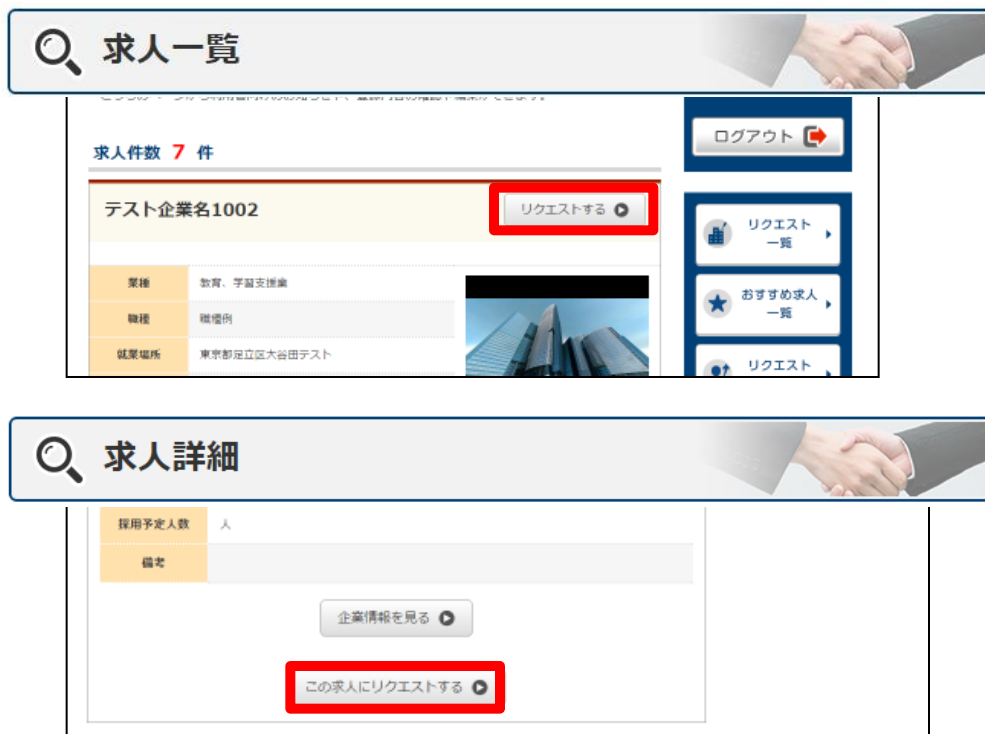 求人一覧
ログアウト
求人件数 7 件
テスト企業名1002
リクエストする
リクエスト
一覧
業種 教育、学習支援業
おすすめ求人
一覧
職種 職種例
就業場所 東京都足立区大谷田テスト
リクエスト
求人詳細
採用予定人数 人
備考
企業情報を見る
この求人にリクエストする